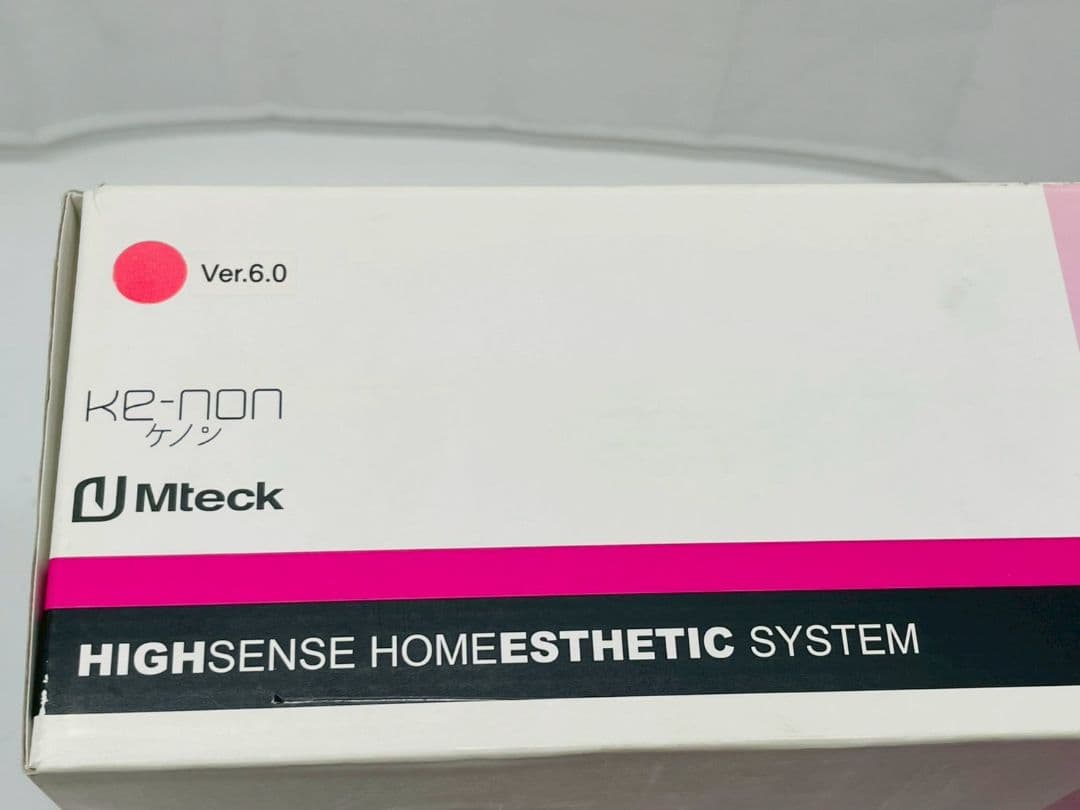 Ver.6.0
ke-non
ケノン
Mteck
HIGHSENSE HOMEESTHETIC SYSTEM